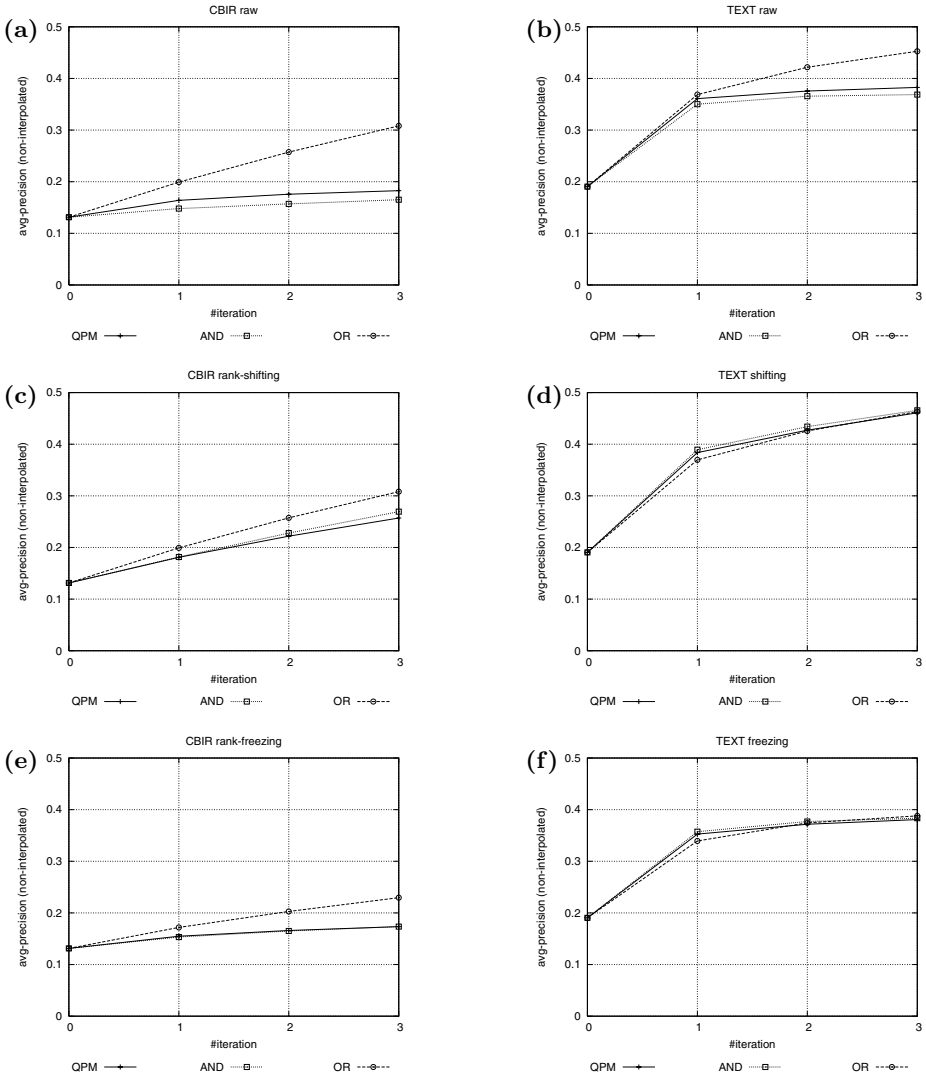 (a)
CBIR raw
avg-precision (non-interpolated)
0.5
0.4
0.3
0.2
0.1
0
0 1 2 3
#iteration
QPM AND OR
(b)
TEXT raw
avg-precision (non-interpolated)
0.5
0.4
0.3
0.2
0.1
0
0 1 2 3
#iteration
QPM AND OR
(c)
CBIR rank-shifting
avg-precision (non-interpolated)
0.5
0.4
0.3
0.2
0.1
0
0 1 2 3
#iteration
QPM AND OR
(d)
TEXT shifting
avg-precision (non-interpolated)
0.5
0.4
0.3
0.2
0.1
0
0 1 2 3
#iteration
QPM AND OR
(e)
CBIR rank-freezing
avg-precision (non-interpolated)
0.5
0.4
0.3
0.2
0.1
0
0 1 2 3
#iteration
QPM AND OR
(f)
TEXT freezing
avg-precision (non-interpolated)
0.5
0.4
0.3
0.2
0.1
0
0 1 2 3
#iteration
QPM AND OR